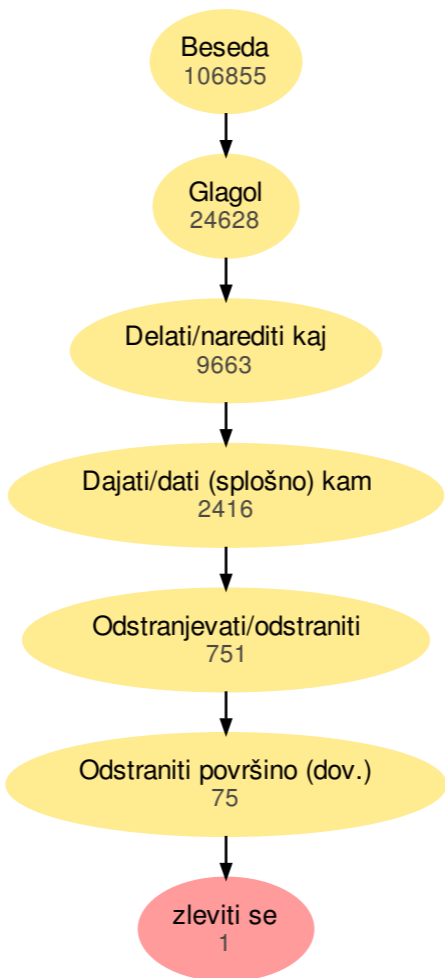 Beseda
106855
Glagol
24628
Delati/narediti kaj
9663
Dajati/dati (splošno) kam
2416
Odstranjevati/odstraniti
751
Odstraniti površino (dov.)
75
zleviti se
1